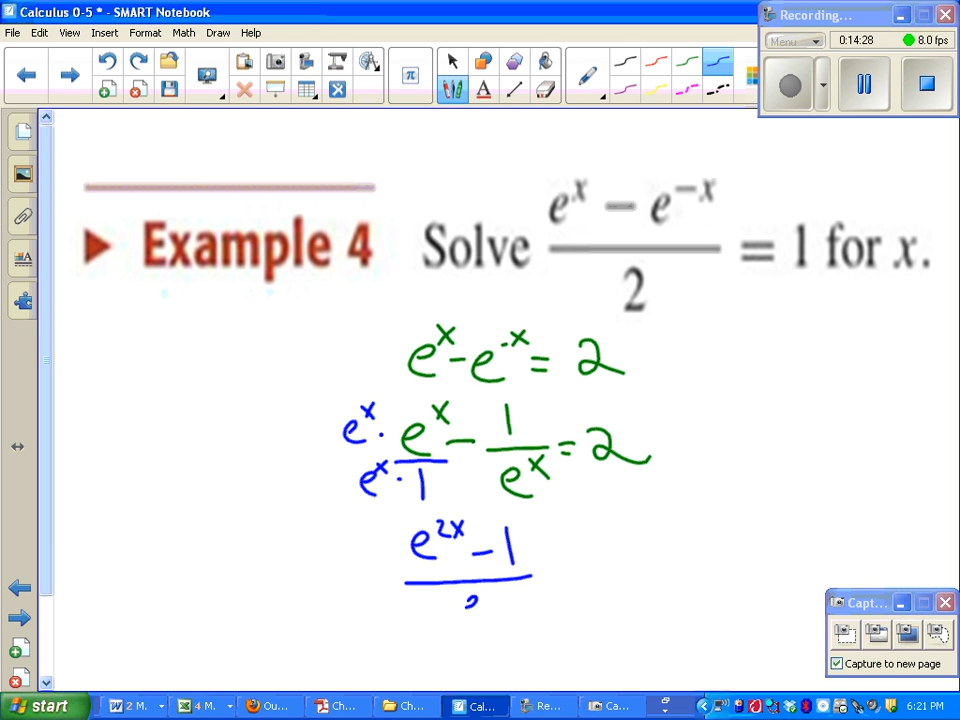 Calculus 0-5 * - SMART Notebook
File Edit View Insert Format Math Draw Help
Recording...
Menu 0:14:28 8.0 fps
Example 4 Solve (e^x − e^−x)/2 = 1 for x.
e^x - e^-x = 2
e^x · e^x/(e^x · 1) - 1/e^x = 2
e^2x - 1
Capt...
Capture to new page
start 2 M. 4 M. Ou... Ch... Ch... Cal... Re... Ca... 6:21 PM